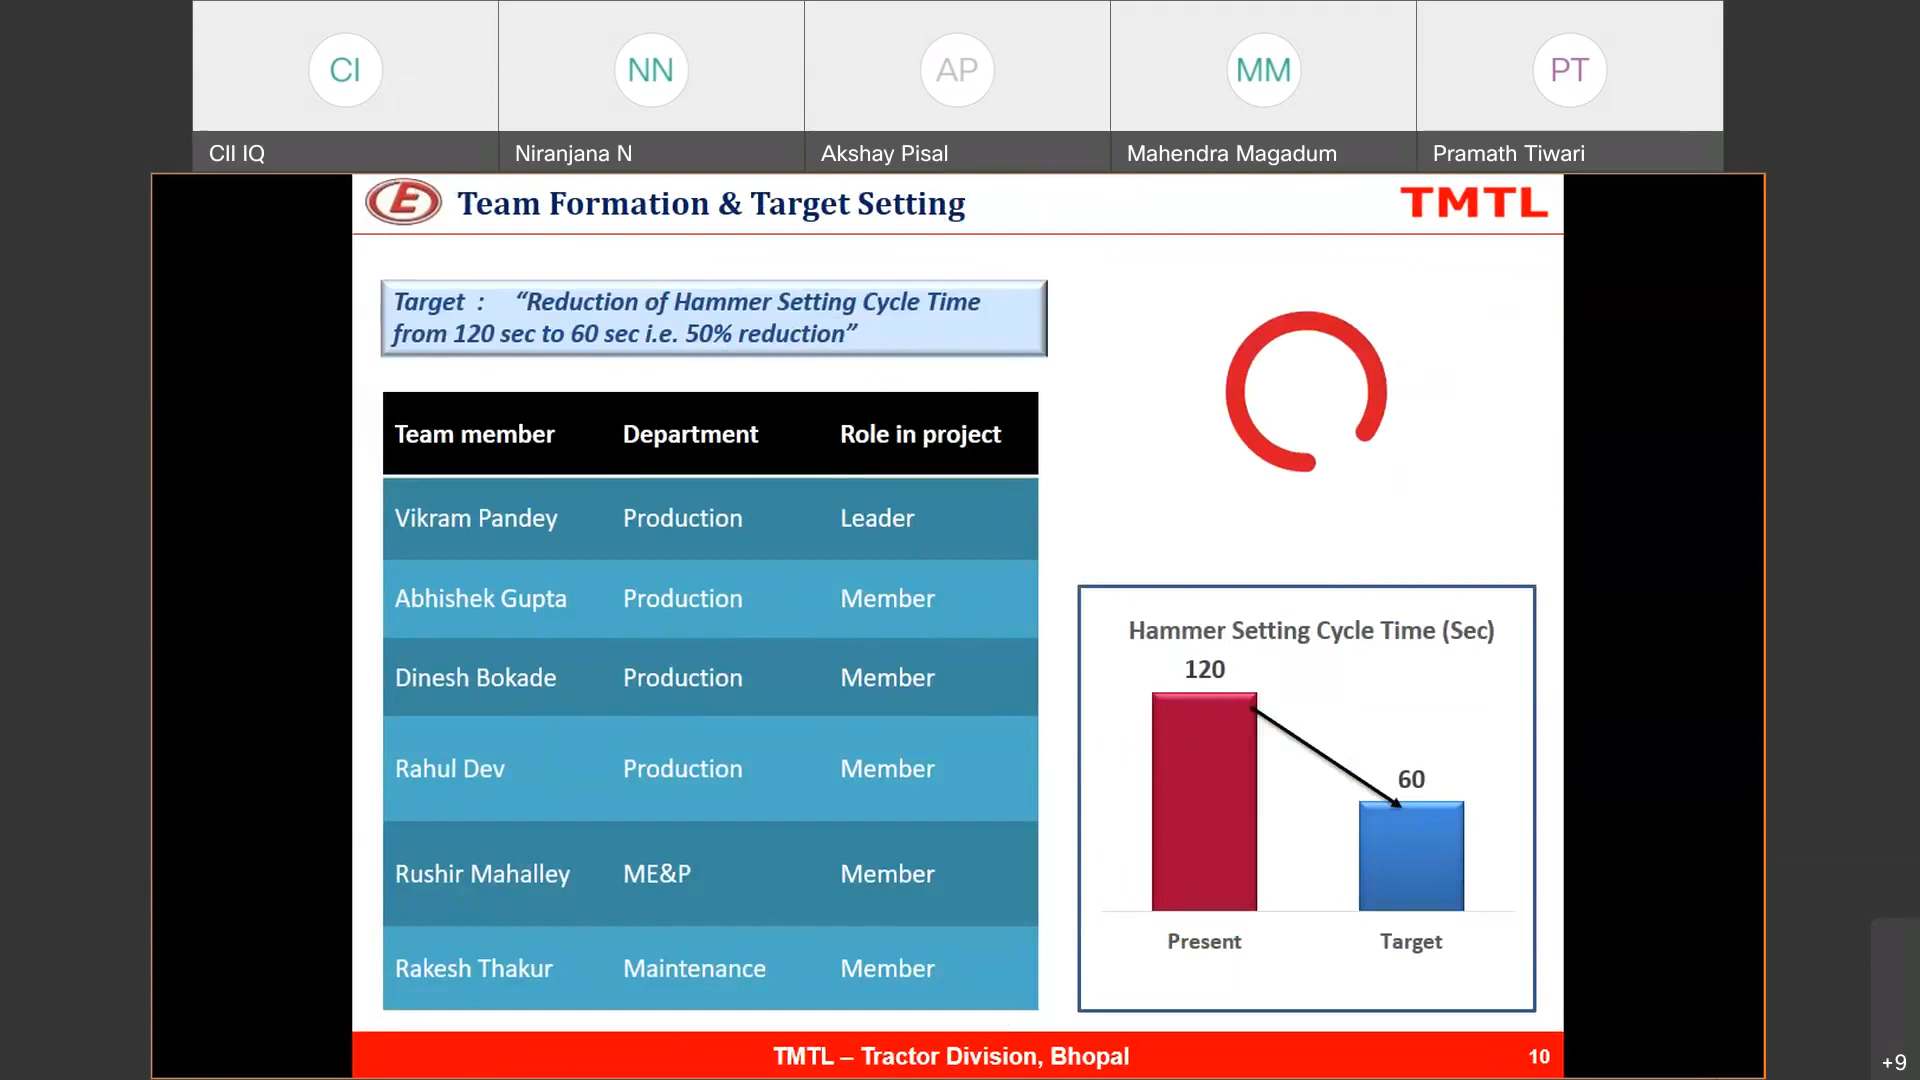 CI
NN
AP
MM
PT
CII IQ
Niranjana N
Akshay Pisal
Mahendra Magadum
Pramath Tiwari
E
Team Formation & Target Setting
TMTL
Target : “Reduction of Hammer Setting Cycle Time
from 120 sec to 60 sec i.e. 50% reduction”
Team member Department Role in project
Vikram Pandey Production Leader
Abhishek Gupta Production Member
Dinesh Bokade Production Member
Rahul Dev Production Member
Rushir Mahalley ME&P Member
Rakesh Thakur Maintenance Member
Hammer Setting Cycle Time (Sec)
120
60
Present Target
TMTL – Tractor Division, Bhopal
10
+9